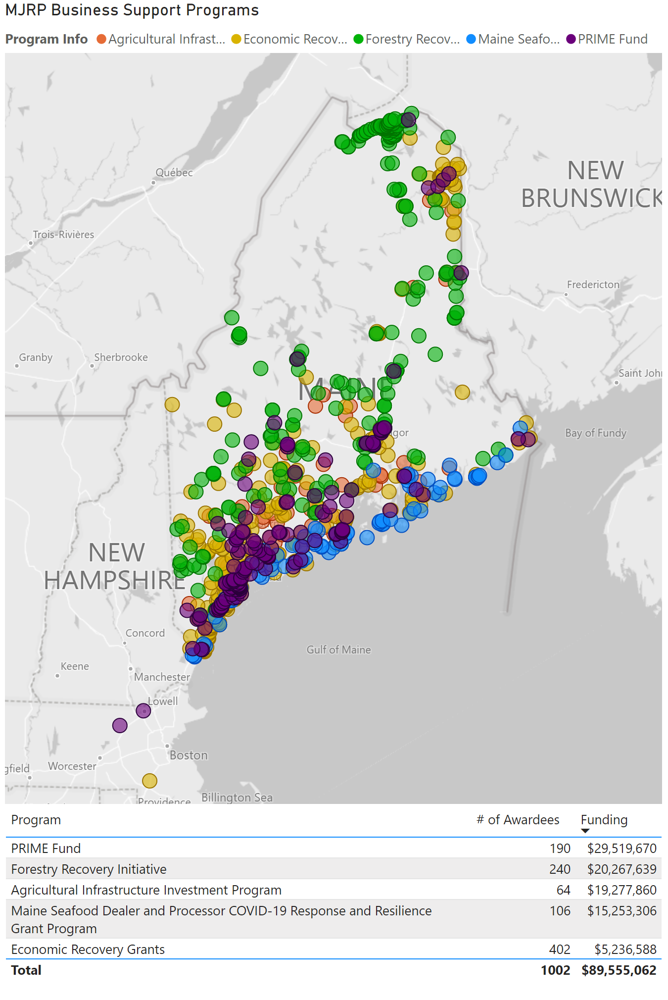 MJRP Business Support Programs
Program Info Agricultural Infrast... Economic Recov... Forestry Recov... Maine Seafo... PRIME Fund
Québec
NEW
BRUNSWICK
Trois-Rivières
Fredericton
Granby
Sherbrooke
Saint John
MAINE
gor
Bay of Fundy
NEW
HAMPSHIRE
nd
Concord
Gulf of Maine
Keene
Manchester
Lowell
Boston
Worcester
gfield
Billington Sea
Providence
Program # of Awardees Funding
PRIME Fund 190 $29,519,670
Forestry Recovery Initiative 240 $20,267,639
Agricultural Infrastructure Investment Program 64 $19,277,860
Maine Seafood Dealer and Processor COVID-19 Response and Resilience 106 $15,253,306
Grant Program
Economic Recovery Grants 402 $5,236,588
Total 1002 $89,555,062